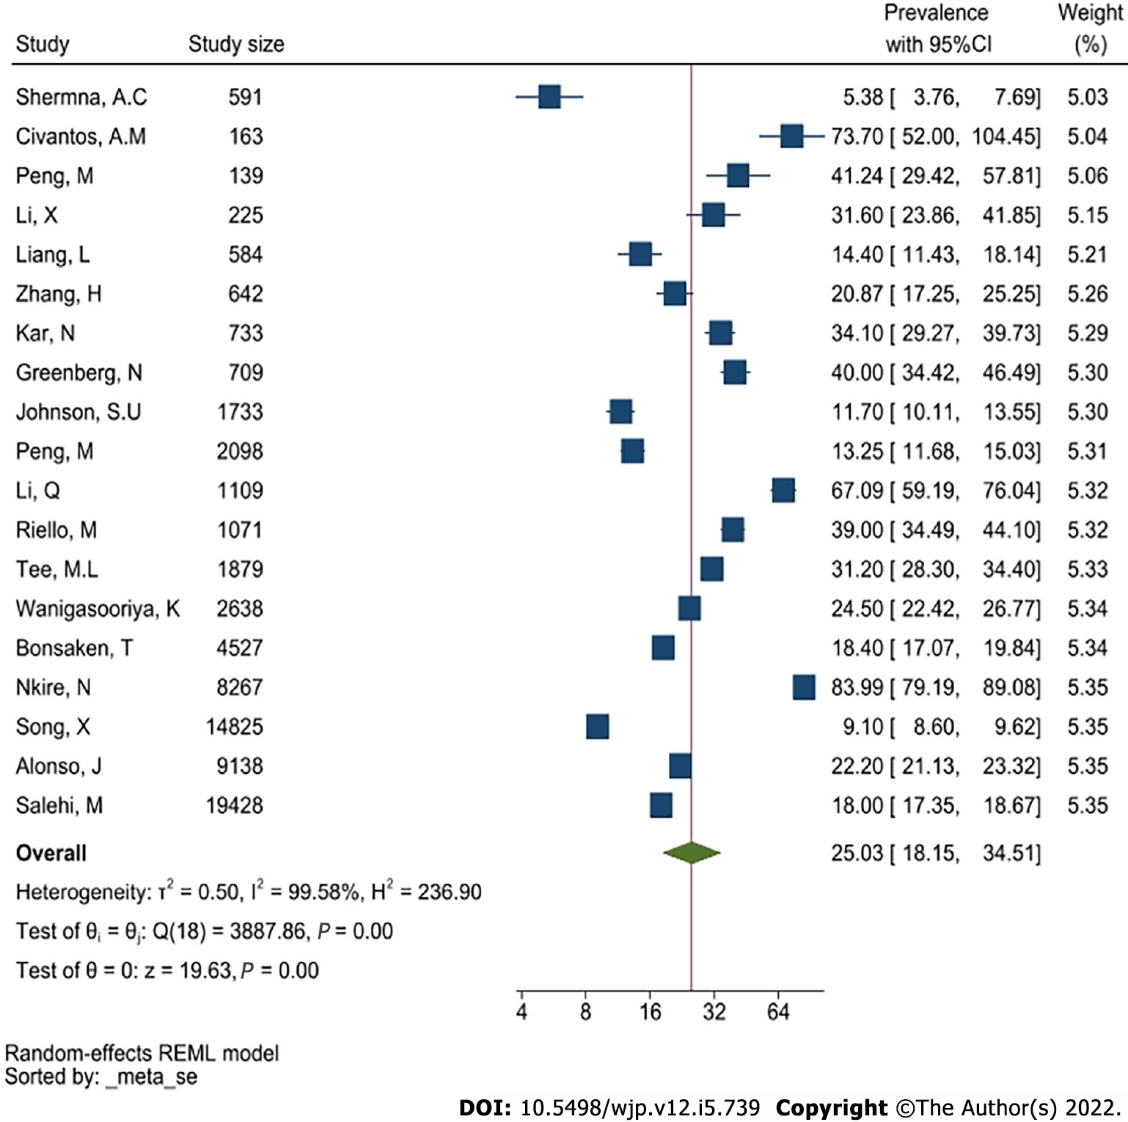 Prevalence Weight
Study Study size with 95%CI (%)
Shermna, A.C 591 5.38 [ 3.76, 7.69] 5.03
Civantos, A.M 163 73.70 [ 52.00, 104.45] 5.04
Peng, M 139 41.24 [ 29.42, 57.81] 5.06
Li, X 225 31.60 [ 23.86, 41.85] 5.15
Liang, L 584 14.40 [ 11.43, 18.14] 5.21
Zhang, H 642 20.87 [ 17.25, 25.25] 5.26
Kar, N 733 34.10 [ 29.27, 39.73] 5.29
Greenberg, N 709 40.00 [ 34.42, 46.49] 5.30
Johnson, S.U 1733 11.70 [ 10.11, 13.55] 5.30
Peng, M 2098 13.25 [ 11.68, 15.03] 5.31
Li, Q 1109 67.09 [ 59.19, 76.04] 5.32
Riello, M 1071 39.00 [ 34.49, 44.10] 5.32
Tee, M.L 1879 31.20 [ 28.30, 34.40] 5.33
Wanigasooriya, K 2638 24.50 [ 22.42, 26.77] 5.34
Bonsaken, T 4527 18.40 [ 17.07, 19.84] 5.34
Nkire, N 8267 83.99 [ 79.19, 89.08] 5.35
Song, X 14825 9.10 [ 8.60, 9.62] 5.35
Alonso, J 9138 22.20 [ 21.13, 23.32] 5.35
Salehi, M 19428 18.00 [ 17.35, 18.67] 5.35
Overall 25.03 [ 18.15, 34.51]
Heterogeneity: τ² = 0.50, I² = 99.58%, H² = 236.90
Test of θᵢ = θⱼ: Q(18) = 3887.86, P = 0.00
Test of θ = 0: z = 19.63, P = 0.00
4 8 16 32 64
Random-effects REML model
Sorted by: _meta_se
DOI: 10.5498/wjp.v12.i5.739 Copyright ©The Author(s) 2022.